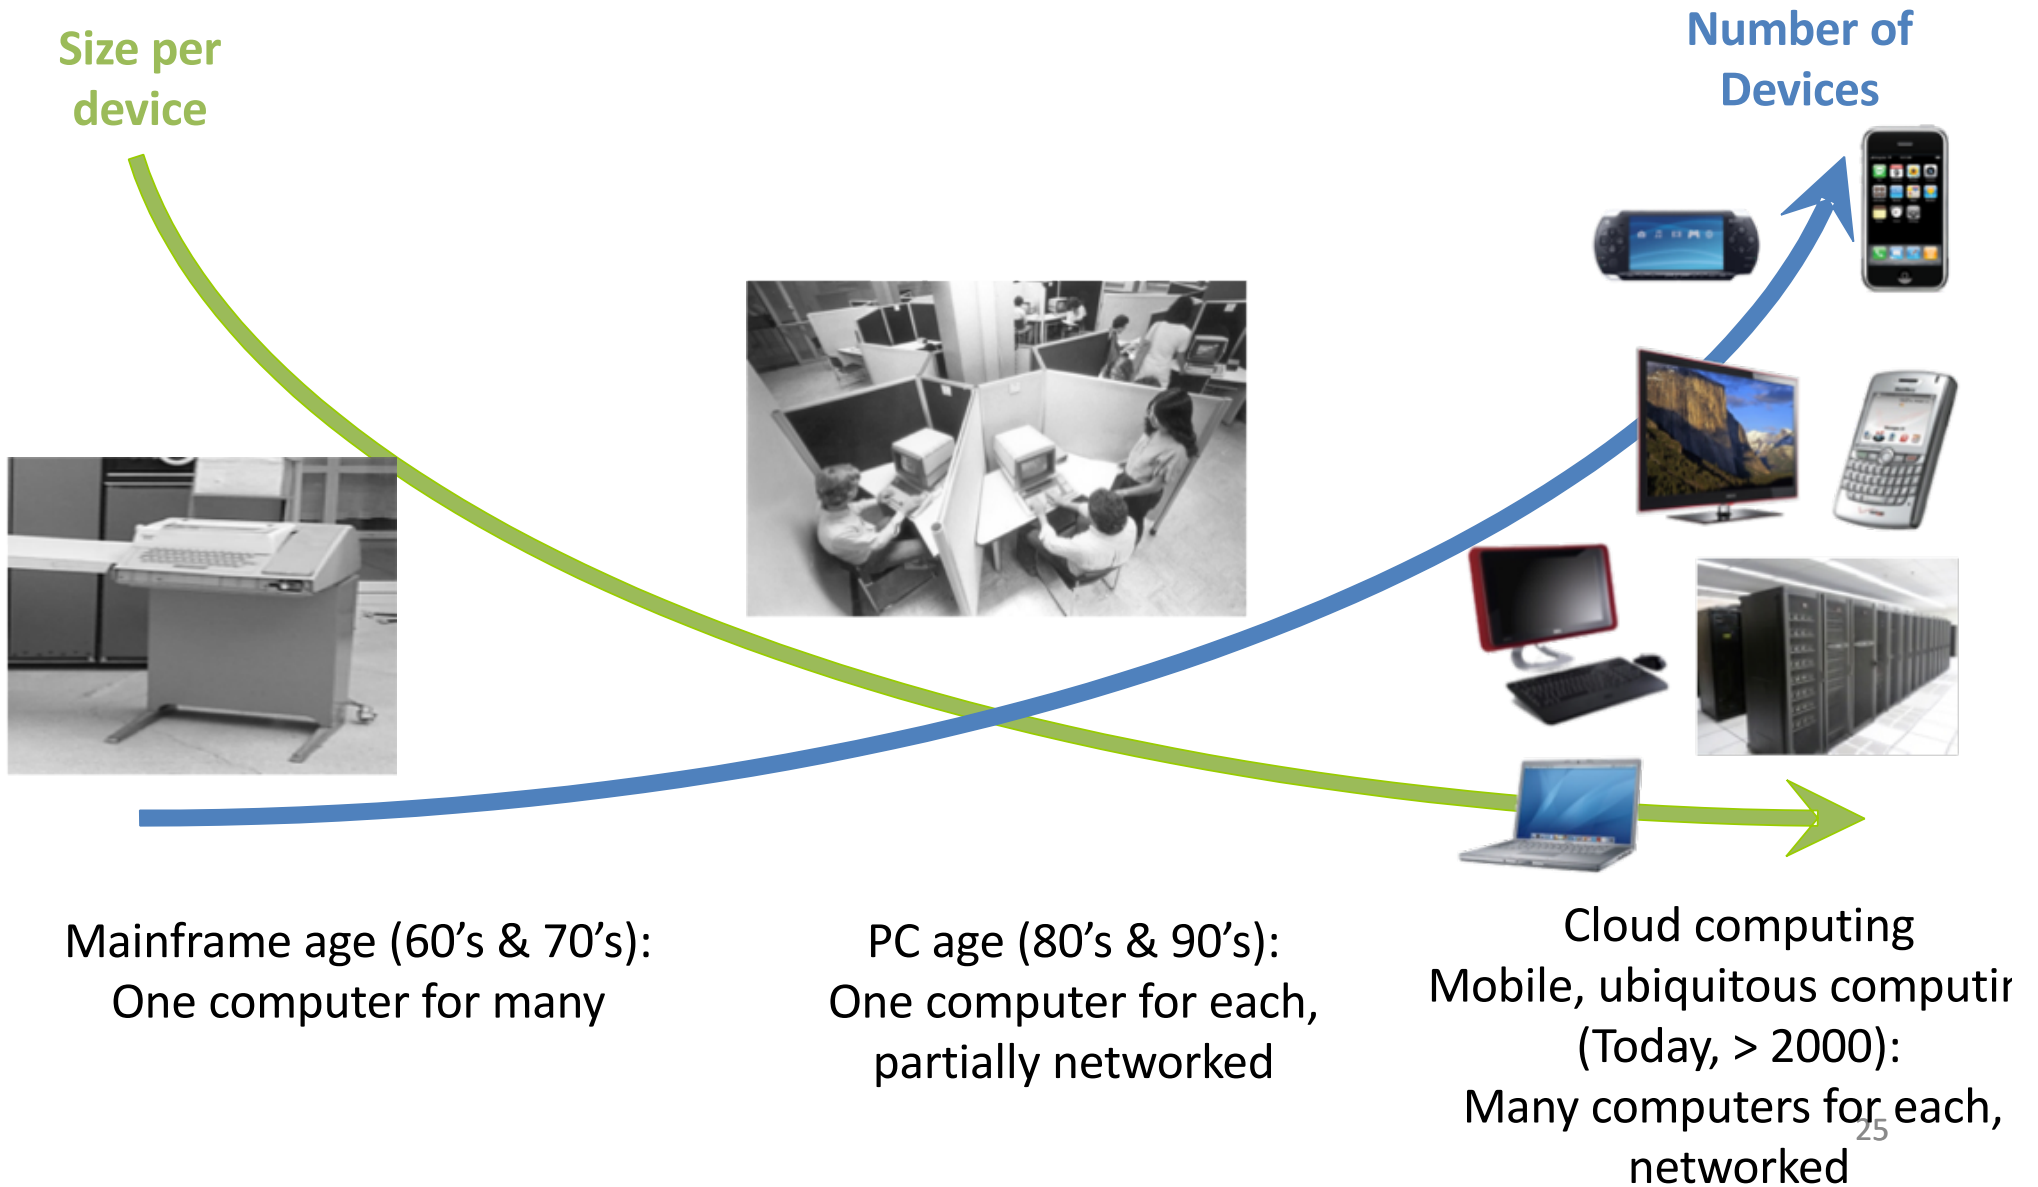 Size per
device
Number of
Devices
Mainframe age (60’s & 70’s):
One computer for many
PC age (80’s & 90’s):
One computer for each,
partially networked
Cloud computing
Mobile, ubiquitous computin
(Today, > 2000):
Many computers for each,
networked
25